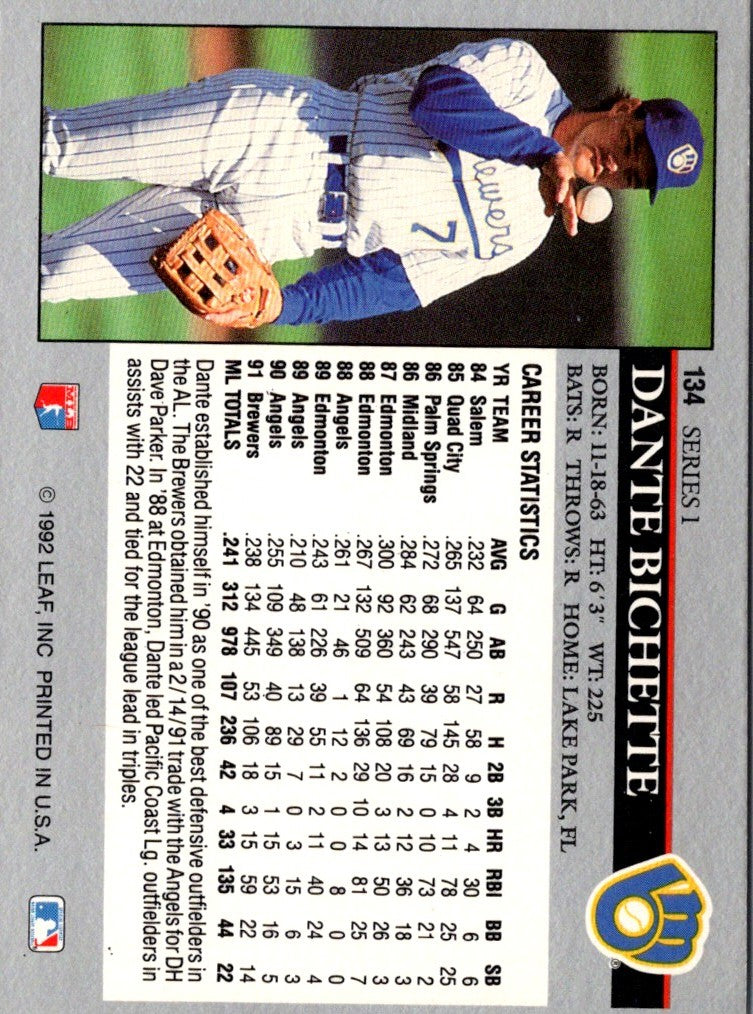 134 SERIES 1
DANTE BICHETTE
BORN: 11-18-63 HT: 6'3" WT: 225
BATS: R THROWS: R HOME: LAKE PARK, FL
ewers
7
CAREER STATISTICS
YR TEAM AVG G AB R H 2B 3B HR RBI BB SB
84 Salem .232 64 250 27 58 9 2 4 30 6 6
85 Quad City .265 137 547 58 145 28 4 11 78 25 25
86 Palm Springs .272 68 290 39 79 15 0 10 73 21 2
86 Midland .284 62 243 43 69 16 2 12 36 18 3
87 Edmonton .300 92 360 54 108 20 3 13 50 26 3
88 Edmonton .267 132 509 64 136 29 10 14 81 25 7
88 Angels .261 21 46 1 12 2 0 0 8 0 0
89 Edmonton .243 61 226 39 55 11 2 11 40 24 4
89 Angels .210 48 138 13 29 7 0 3 15 6 3
90 Angels .255 109 349 40 89 15 1 15 53 16 5
91 Brewers .238 134 445 53 106 18 3 15 59 22 14
ML TOTALS .241 312 978 107 236 42 4 33 135 44 22
Dante established himself in '90 as one of the best defensive outfielders in
the AL. The Brewers obtained him in a 2/14/91 trade with the Angels for DH
Dave Parker. In '88 at Edmonton, Dante led Pacific Coast Lg. outfielders in
assists with 22 and tied for the league lead in triples.
© 1992 LEAF, INC PRINTED IN U.S.A.